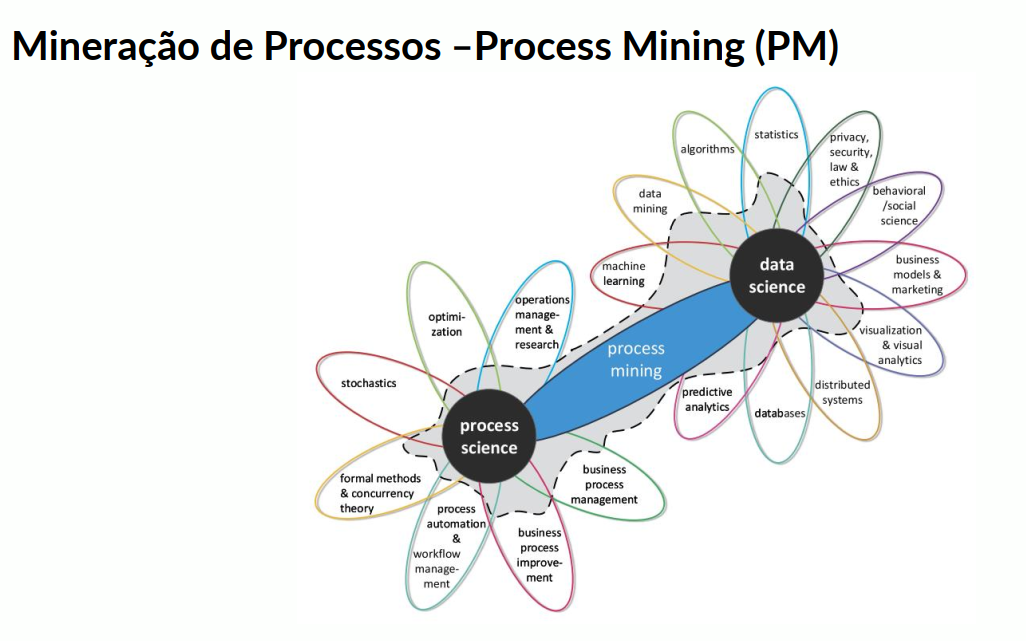 Mineração de Processos –Process Mining (PM)
statistics
algorithms
privacy,
security,
law &
ethics
data
mining
behavioral
/social
science
machine
learning
data
science
business
models &
marketing
visualization
& visual
analytics
distributed
systems
databases
predictive
analytics
process
mining
operations
manage-
ment &
research
optimi-
zation
stochastics
process
science
formal methods
& concurrency
theory
process
automation
&
workflow
manage-
ment
business
process
improve-
ment
business
process
management